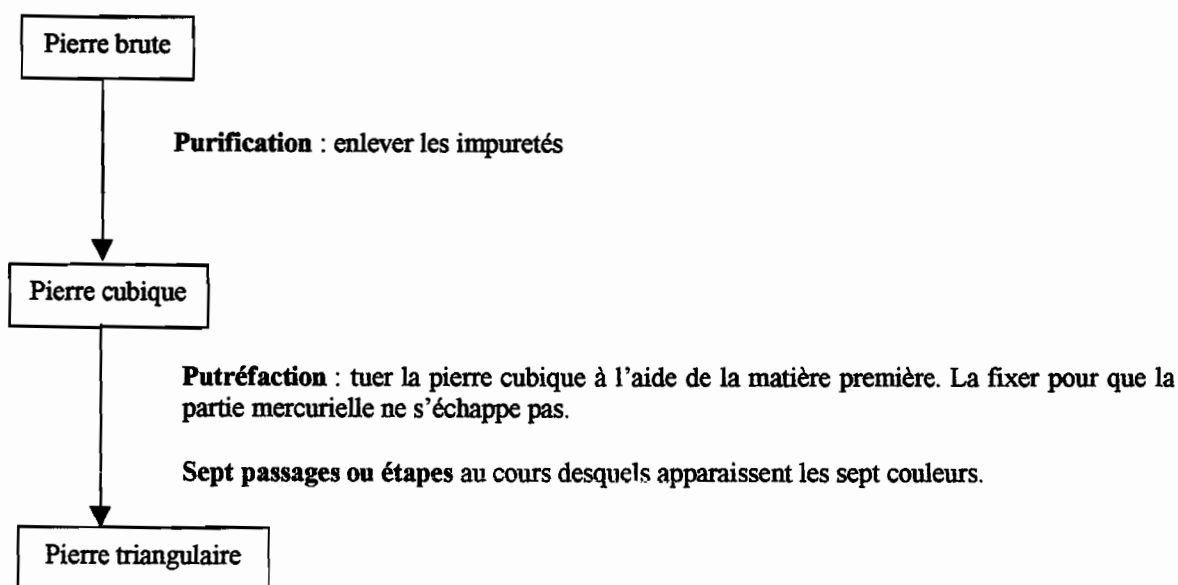 Pierre brute
Purification : enlever les impuretés
Pierre cubique
Putréfaction : tuer la pierre cubique à l'aide de la matière première. La fixer pour que la
partie mercurielle ne s'échappe pas.
Sept passages ou étapes au cours desquels apparaissent les sept couleurs.
Pierre triangulaire